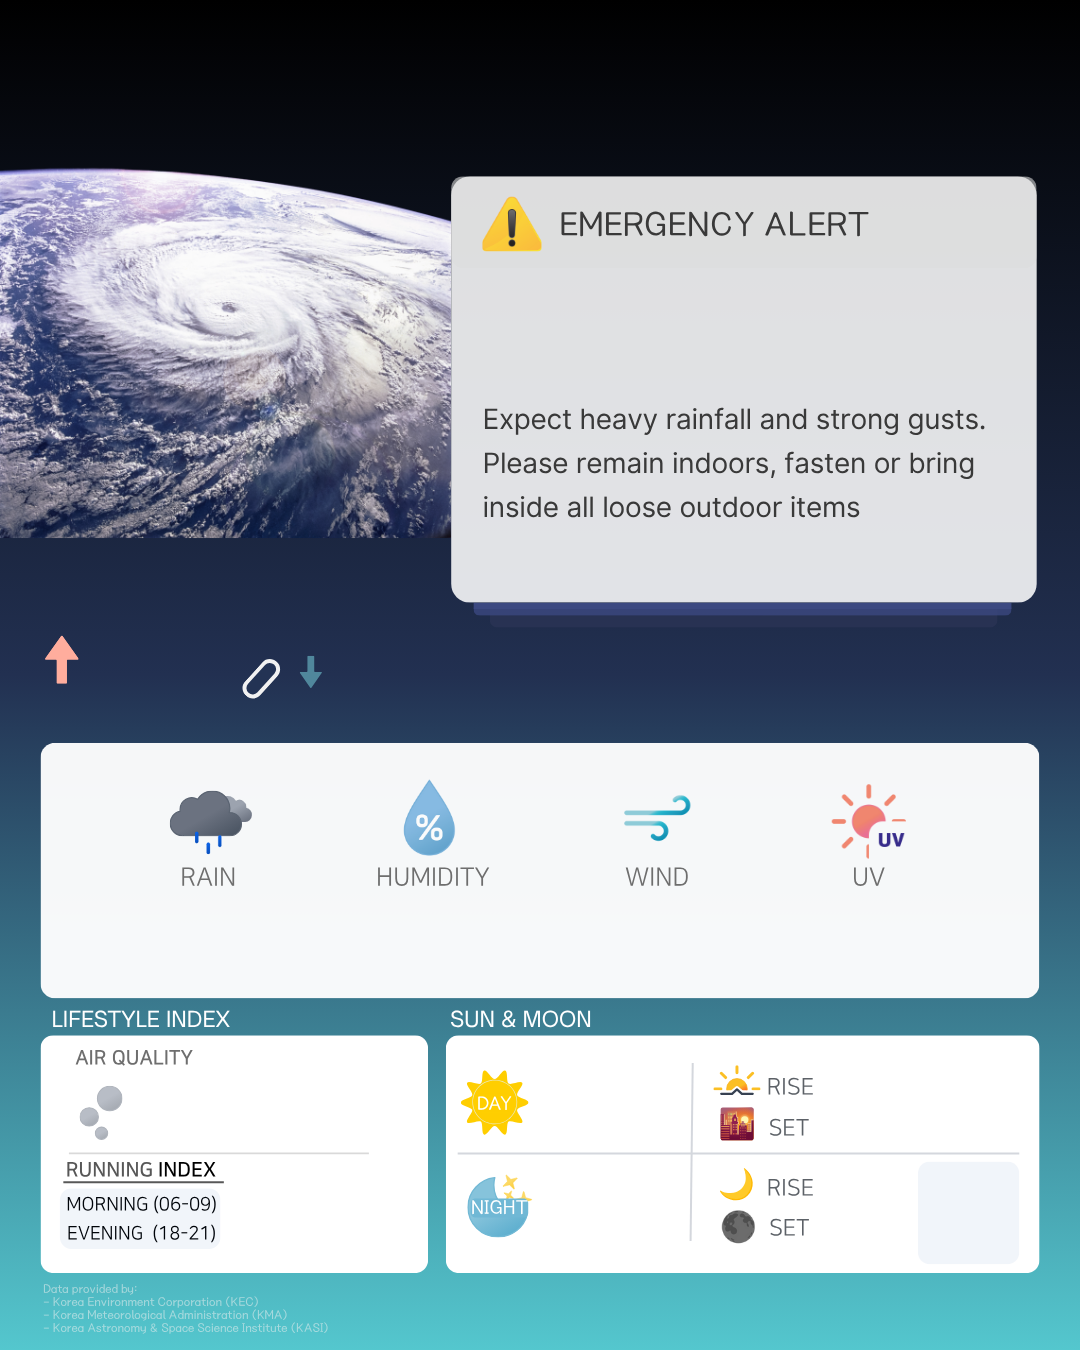 EMERGENCY ALERT
Expect heavy rainfall and strong gusts.
Please remain indoors, fasten or bring
inside all loose outdoor items
%
UV
RAIN
HUMIDITY
WIND
UV
LIFESTYLE INDEX
AIR QUALITY
RUNNING INDEX
MORNING (06-09)
EVENING (18-21)
SUN & MOON
DAY
RISE
SET
NIGHT
RISE
SET
Data provided by:
- Korea Environment Corporation (KEC)
- Korea Meteorological Administration (KMA)
- Korea Astronomy & Space Science Institute (KASI)